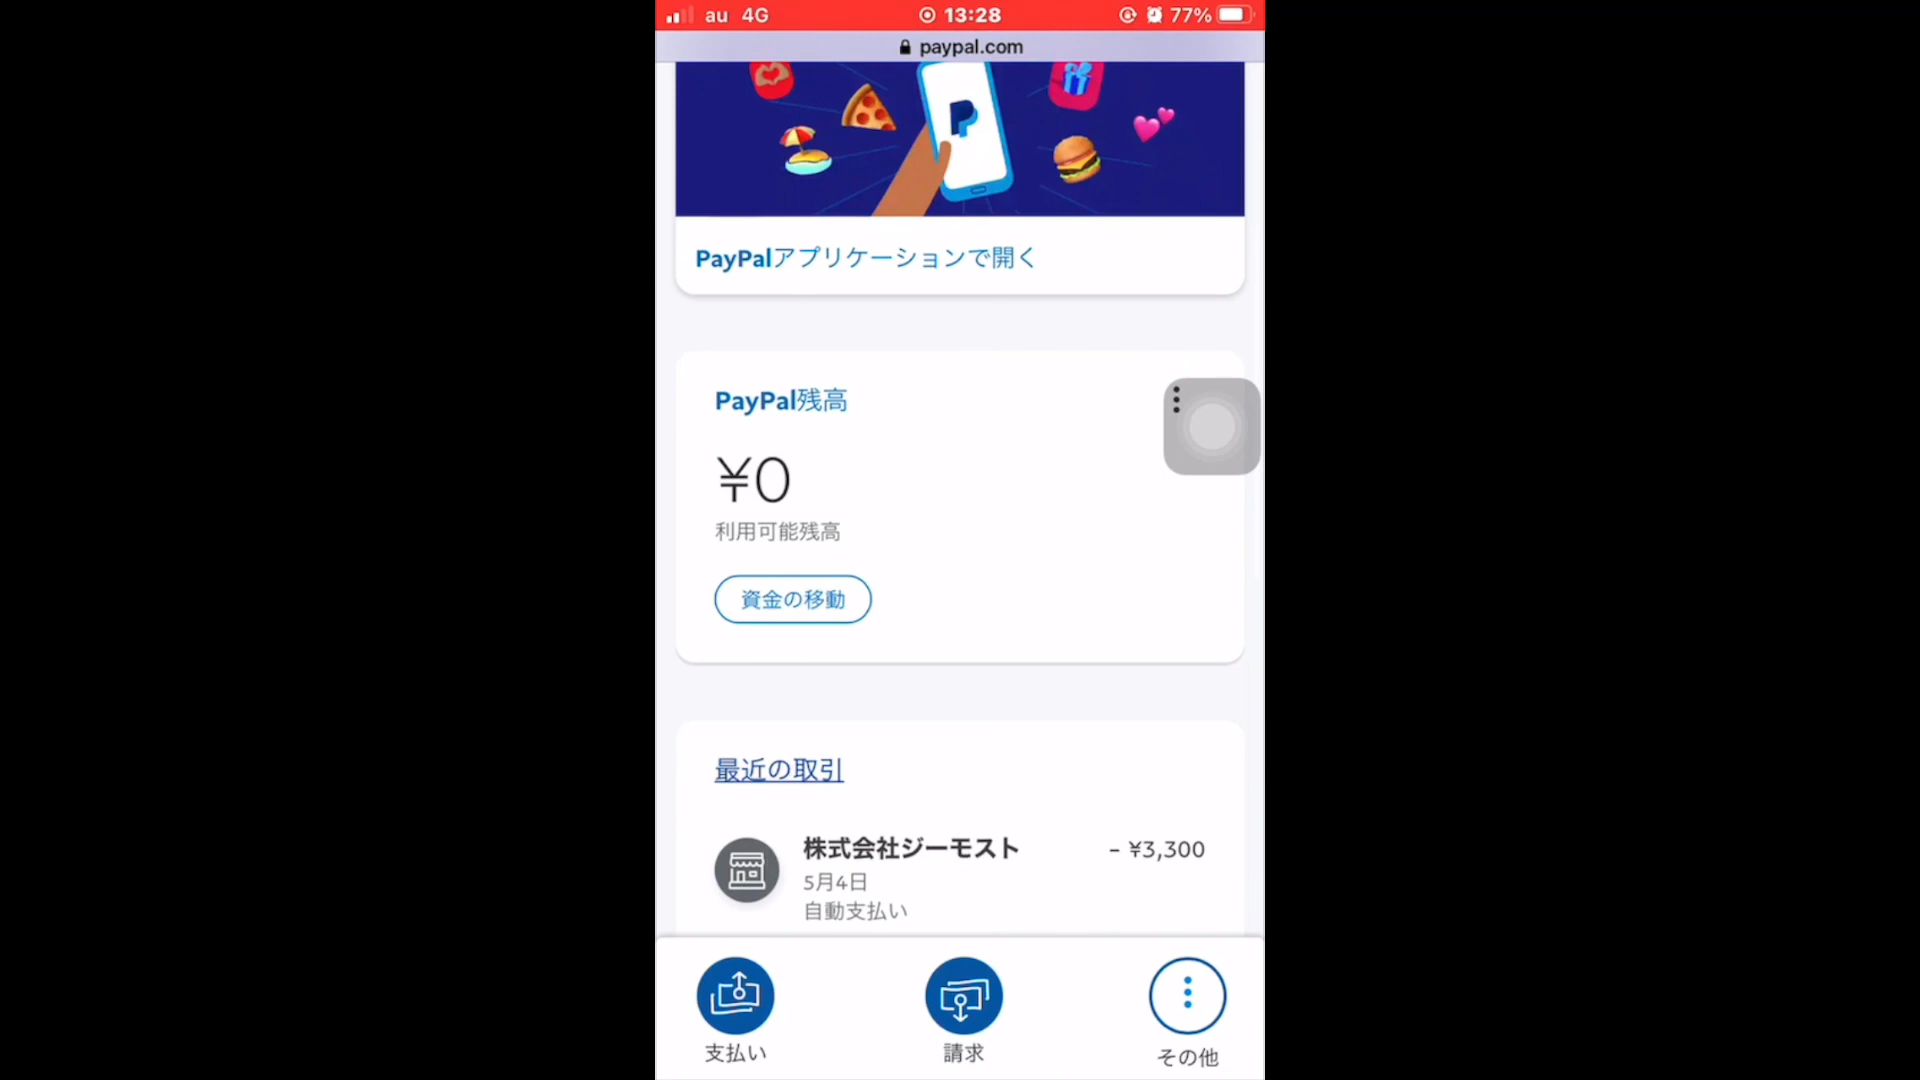 au 4G 13:28 77%
paypal.com
PayPalアプリケーションで開く
PayPal残高
¥0
利用可能残高
資金の移動
最近の取引
株式会社ジーモスト - ¥3,300
5月4日
自動支払い
支払い 請求 その他